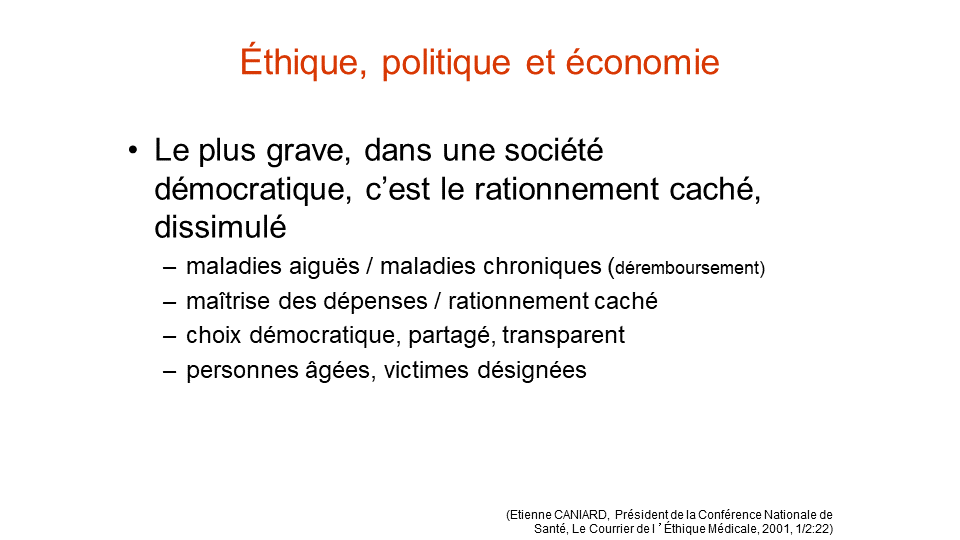 Éthique, politique et économie
• Le plus grave, dans une société
démocratique, c’est le rationnement caché,
dissimulé
– maladies aiguës / maladies chroniques (déremboursement)
– maîtrise des dépenses / rationnement caché
– choix démocratique, partagé, transparent
– personnes âgées, victimes désignées
(Etienne CANIARD, Président de la Conférence Nationale de
Santé, Le Courrier de l ’ Éthique Médicale, 2001, 1/2:22)